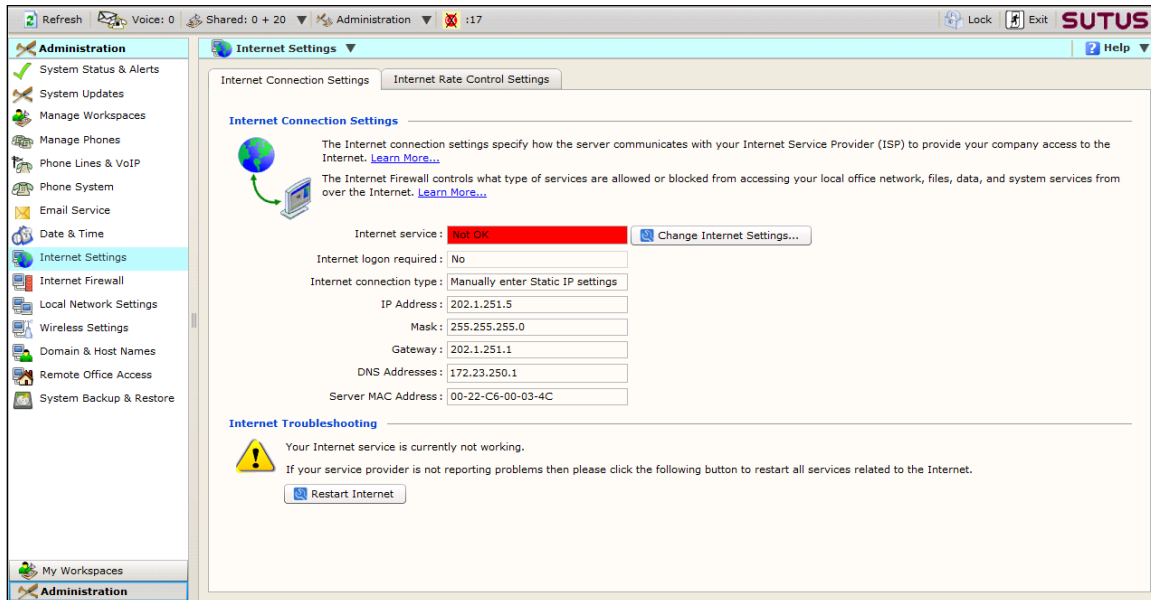 Refresh Voice: 0 Shared: 0 + 20 ▼ Administration ▼ :17 Lock Exit SUTUS
Administration
Internet Settings ▼ Help ▼
System Status & Alerts
System Updates
Manage Workspaces
Manage Phones
Phone Lines & VoIP
Phone System
Email Service
Date & Time
Internet Settings
Internet Firewall
Local Network Settings
Wireless Settings
Domain & Host Names
Remote Office Access
System Backup & Restore
My Workspaces
Administration
Internet Connection Settings Internet Rate Control Settings
Internet Connection Settings
The Internet connection settings specify how the server communicates with your Internet Service Provider (ISP) to provide your company access to the
Internet. Learn More...
The Internet Firewall controls what type of services are allowed or blocked from accessing your local office network, files, data, and system services from
over the Internet. Learn More...
Internet service : Not OK Change Internet Settings...
Internet logon required : No
Internet connection type : Manually enter Static IP settings
IP Address : 202.1.251.5
Mask : 255.255.255.0
Gateway : 202.1.251.1
DNS Addresses : 172.23.250.1
Server MAC Address : 00-22-C6-00-03-4C
Internet Troubleshooting
Your Internet service is currently not working.
If your service provider is not reporting problems then please click the following button to restart all services related to the Internet.
Restart Internet